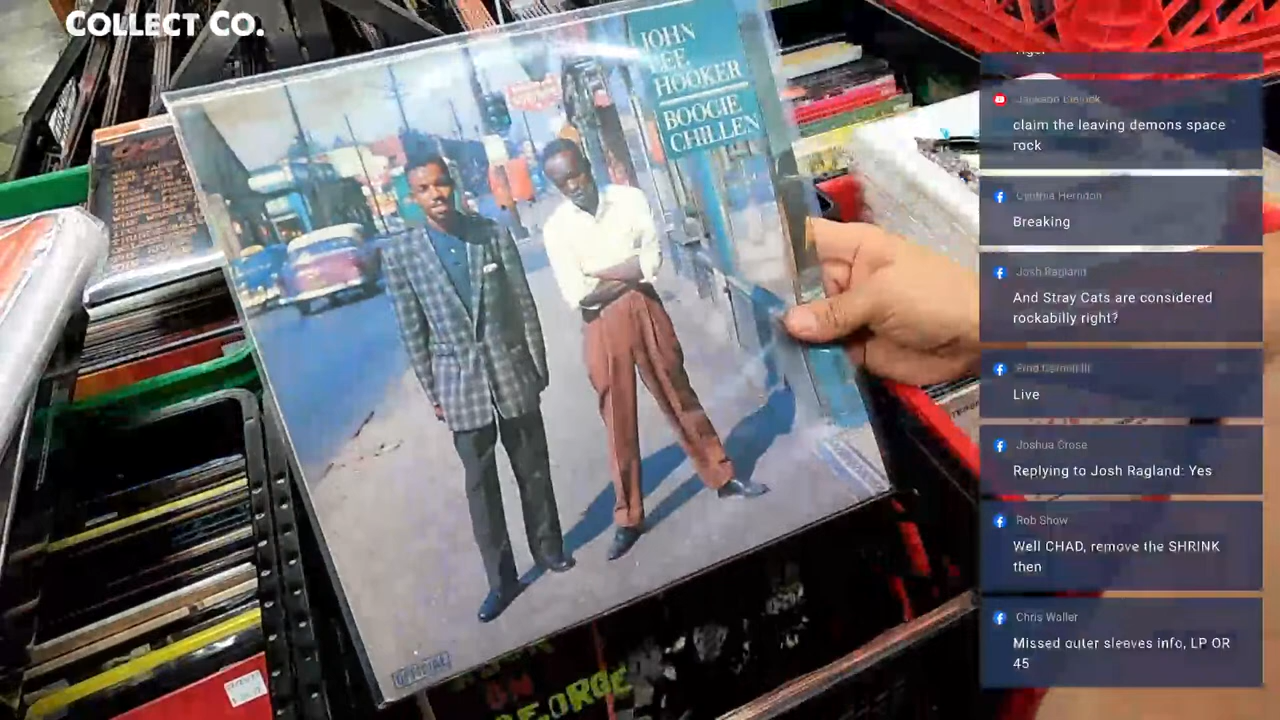 COLLECT CO.
JOHN
LEE
HOOKER
BOOGIE
CHILLEN
OFFICIAL
GEORGE
claim the leaving demons space
rock
Cynthia Herndon
Breaking
Josh Ragland
And Stray Cats are considered
rockabilly right?
Live
Joshua Crose
Replying to Josh Ragland: Yes
Rob Show
Well CHAD, remove the SHRINK
then
Chris Waller
Missed outer sleeves info, LP OR
45